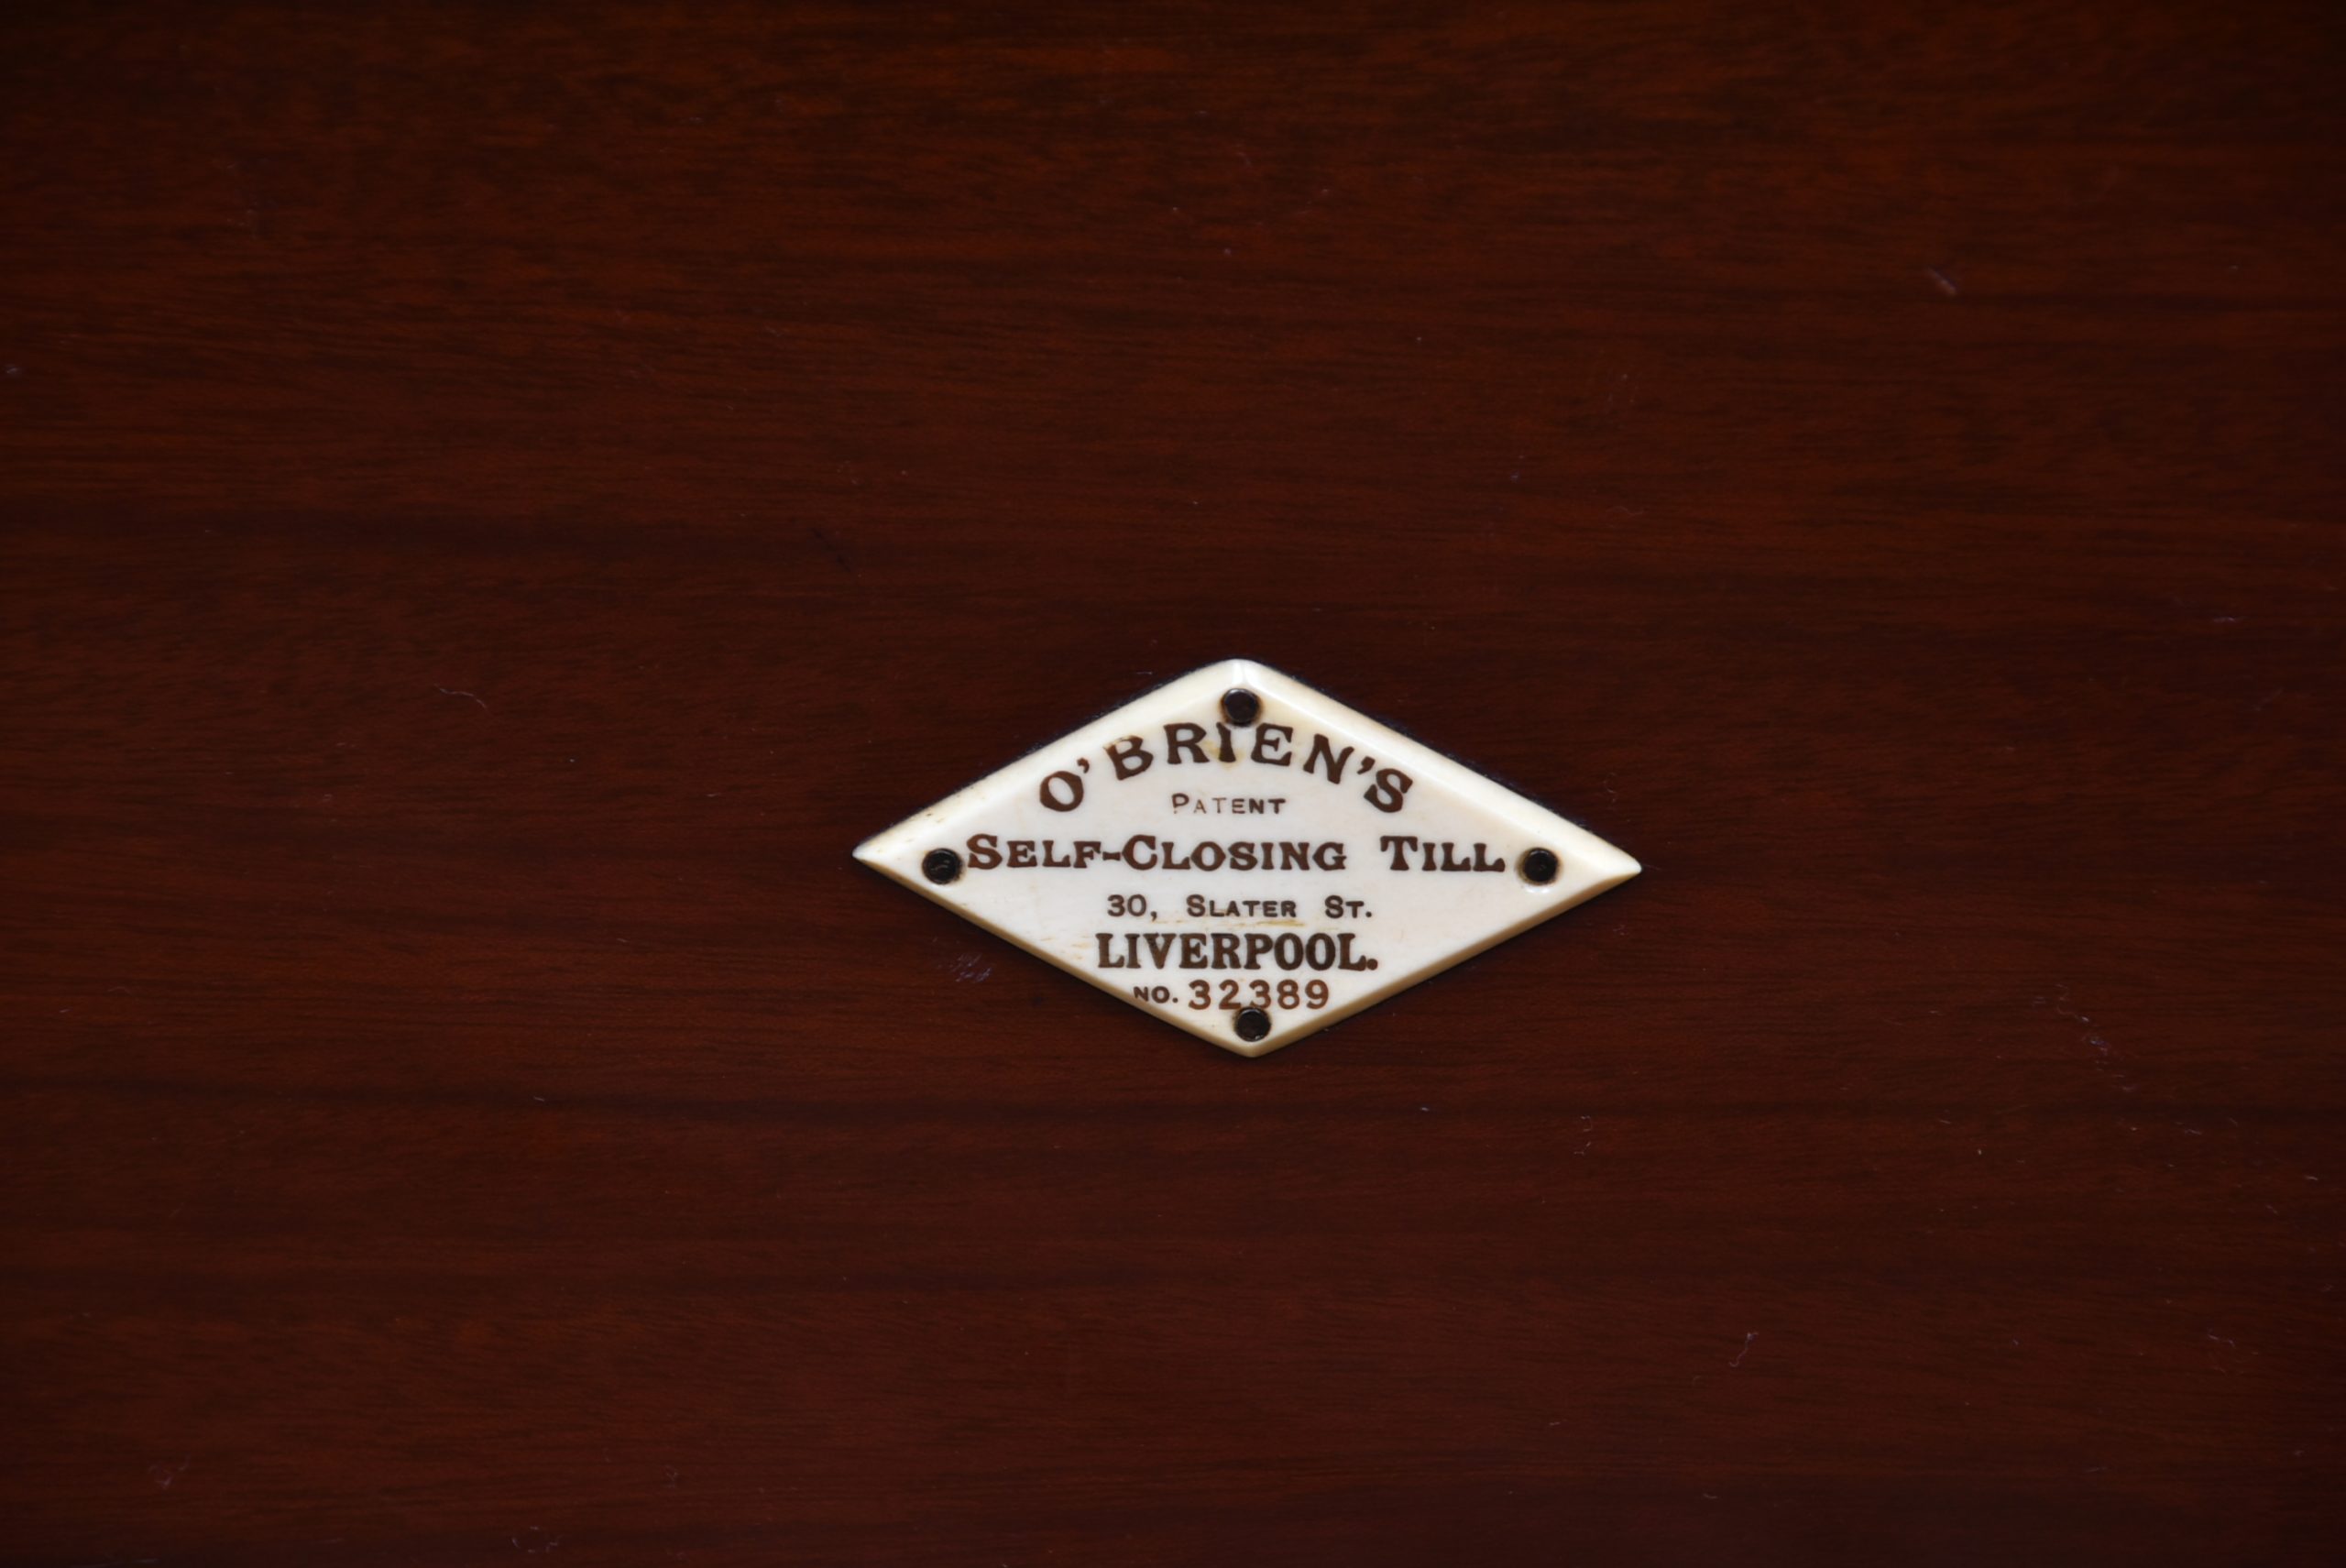 O'BRIEN'S
PATENT
SELF-CLOSING TILL
30, SLATER ST.
LIVERPOOL.
NO. 32389